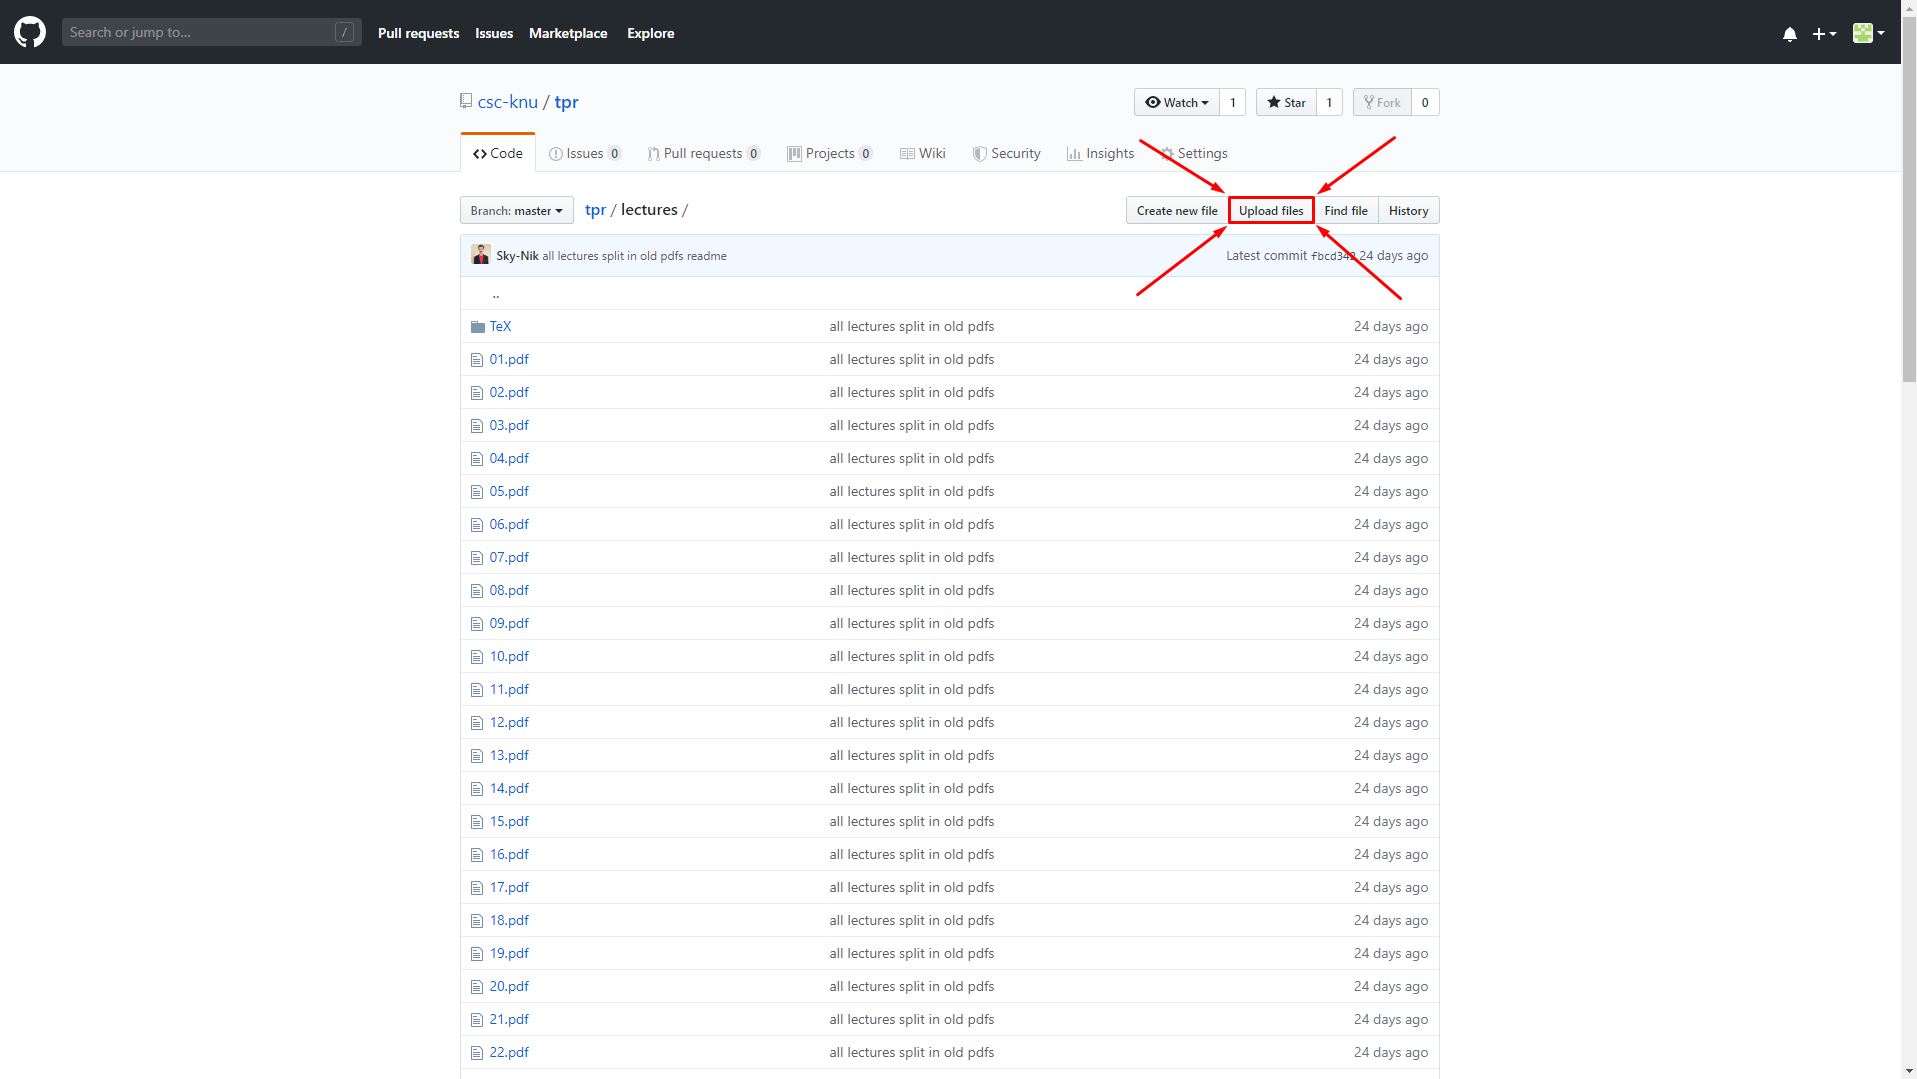 Search or jump to... / Pull requests Issues Marketplace Explore
csc-knu / tpr Watch 1 Star 1 Fork 0
Code Issues 0 Pull requests 0 Projects 0 Wiki Security Insights Settings
Branch: master tpr / lectures / Create new file Upload files Find file History
Sky-Nik all lectures split in old pdfs readme Latest commit fbcd342 24 days ago
..
TeX all lectures split in old pdfs 24 days ago
01.pdf all lectures split in old pdfs 24 days ago
02.pdf all lectures split in old pdfs 24 days ago
03.pdf all lectures split in old pdfs 24 days ago
04.pdf all lectures split in old pdfs 24 days ago
05.pdf all lectures split in old pdfs 24 days ago
06.pdf all lectures split in old pdfs 24 days ago
07.pdf all lectures split in old pdfs 24 days ago
08.pdf all lectures split in old pdfs 24 days ago
09.pdf all lectures split in old pdfs 24 days ago
10.pdf all lectures split in old pdfs 24 days ago
11.pdf all lectures split in old pdfs 24 days ago
12.pdf all lectures split in old pdfs 24 days ago
13.pdf all lectures split in old pdfs 24 days ago
14.pdf all lectures split in old pdfs 24 days ago
15.pdf all lectures split in old pdfs 24 days ago
16.pdf all lectures split in old pdfs 24 days ago
17.pdf all lectures split in old pdfs 24 days ago
18.pdf all lectures split in old pdfs 24 days ago
19.pdf all lectures split in old pdfs 24 days ago
20.pdf all lectures split in old pdfs 24 days ago
21.pdf all lectures split in old pdfs 24 days ago
22.pdf all lectures split in old pdfs 24 days ago